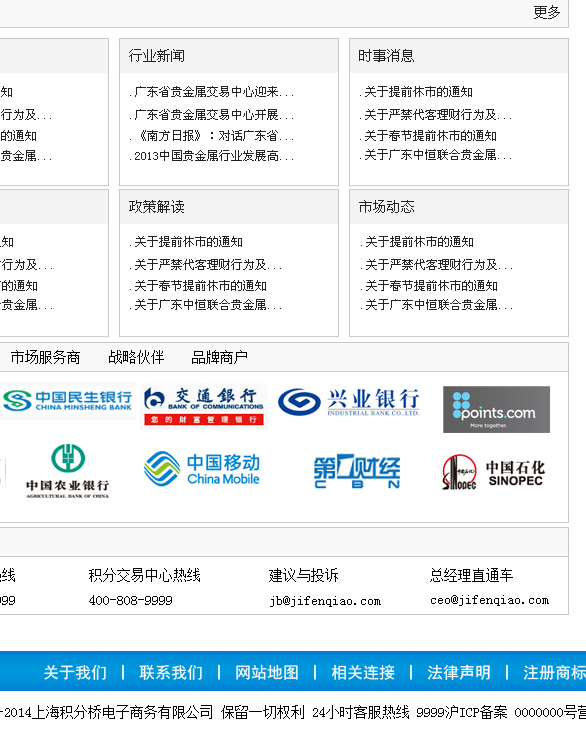 更多
行业新闻 时事消息
知 .广东省贵金属交易中心迎来... .关于提前休市的通知
行为及... .广东省贵金属交易中心开展... .关于严禁代客理财行为及...
的通知 .《南方日报》：对话广东省... .关于春节提前休市的通知
贵金属... .2013中国贵金属行业发展高... .关于广东中恒联合贵金属...
政策解读 市场动态
知 .关于提前休市的通知 .关于提前休市的通知
行为及... .关于严禁代客理财行为及... .关于严禁代客理财行为及...
的通知 .关于春节提前休市的通知 .关于春节提前休市的通知
贵金属... .关于广东中恒联合贵金属... .关于广东中恒联合贵金属...
市场服务商 战略伙伴 品牌商户
中国民生银行 交通银行 兴业银行 points.com
CHINA MINSHENG BANK BANK OF COMMUNICATIONS INDUSTRIAL BANK CO.,LTD.
您的财富管理银行 More together
中国农业银行 中国移动 第一财经 中国石化
AGRICULTURAL BANK OF CHINA China Mobile CBN SINOPEC SINOPEC
线 积分交易中心热线 建议与投诉 总经理直通车
999 400-808-9999 jb@jifenqiao.com ceo@jifenqiao.com
关于我们 | 联系我们 | 网站地图 | 相关连接 | 法律声明 | 注册商标
-2014上海积分桥电子商务有限公司 保留一切权利 24小时客服热线 9999沪ICP备案 0000000号营